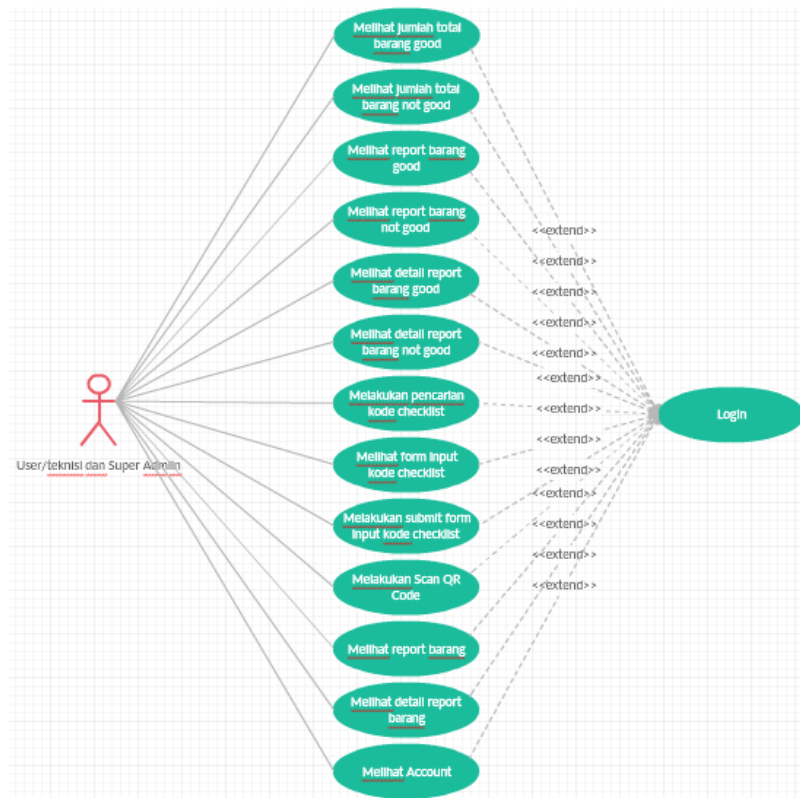 Melihat jumlah total
barang good
Melihat jumlah total
barang not good
Melihat report barang
good
Melihat report barang
not good
Melihat detail report
barang good
Melihat detail report
barang not good
Melakukan pencarian
kode checklist
Melihat form input
kode checklist
Melakukan submit form
input kode checklist
Melakukan Scan QR
Code
Melihat report barang
Melihat detail report
barang
Melihat Account
User/teknisi dan Super Admin
<<extend>>
<<extend>>
<<extend>>
<<extend>>
<<extend>>
<<extend>>
<<extend>>
<<extend>>
<<extend>>
<<extend>>
<<extend>>
<<extend>>
<<extend>>
Login